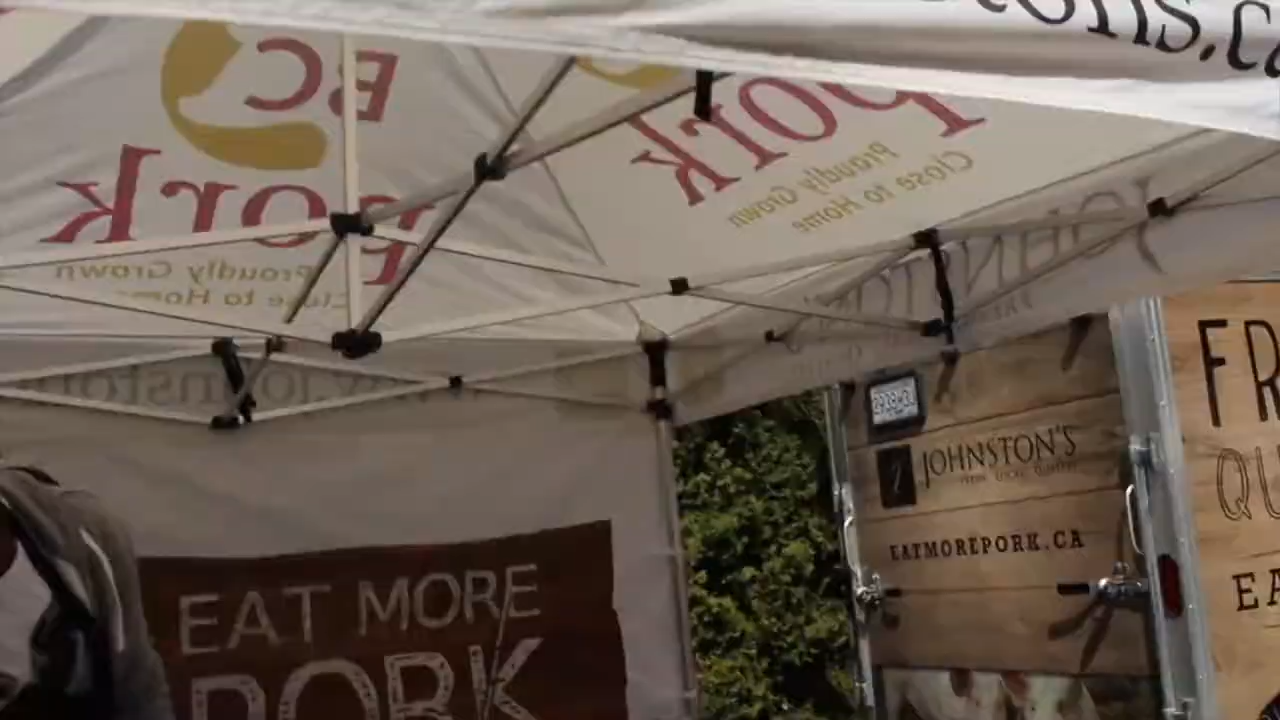 BC
Pork
Proudly Grown
Close to Home
Pork
Proudly Grown
Close to Home
JOHNSTON'S
JOHNSTON'S
EATMOREPORK.CA
EAT MORE
PORK
FR
QU
EA